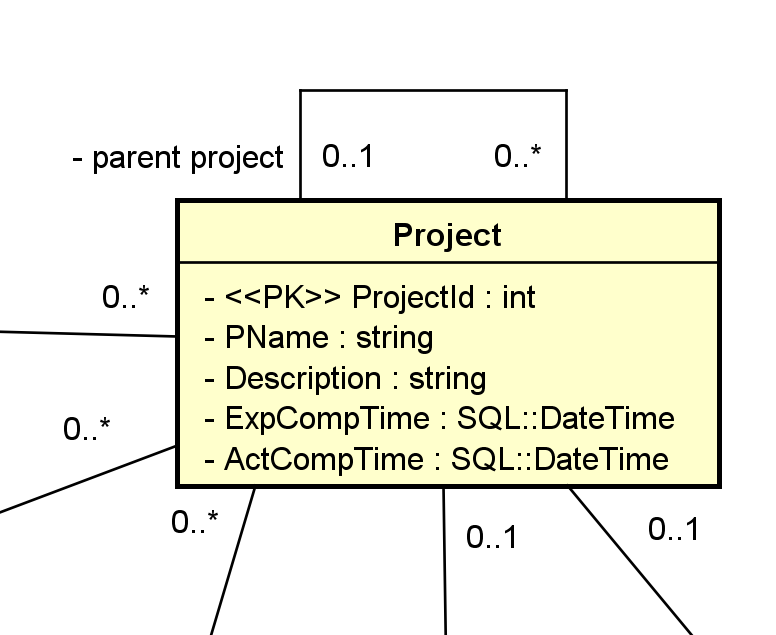 - parent project 0..1 0..*
Project
0..*
- <<PK>> ProjectId : int
- PName : string
- Description : string
0..*
- ExpCompTime : SQL::DateTime
- ActCompTime : SQL::DateTime
0..*
0..1
0..1